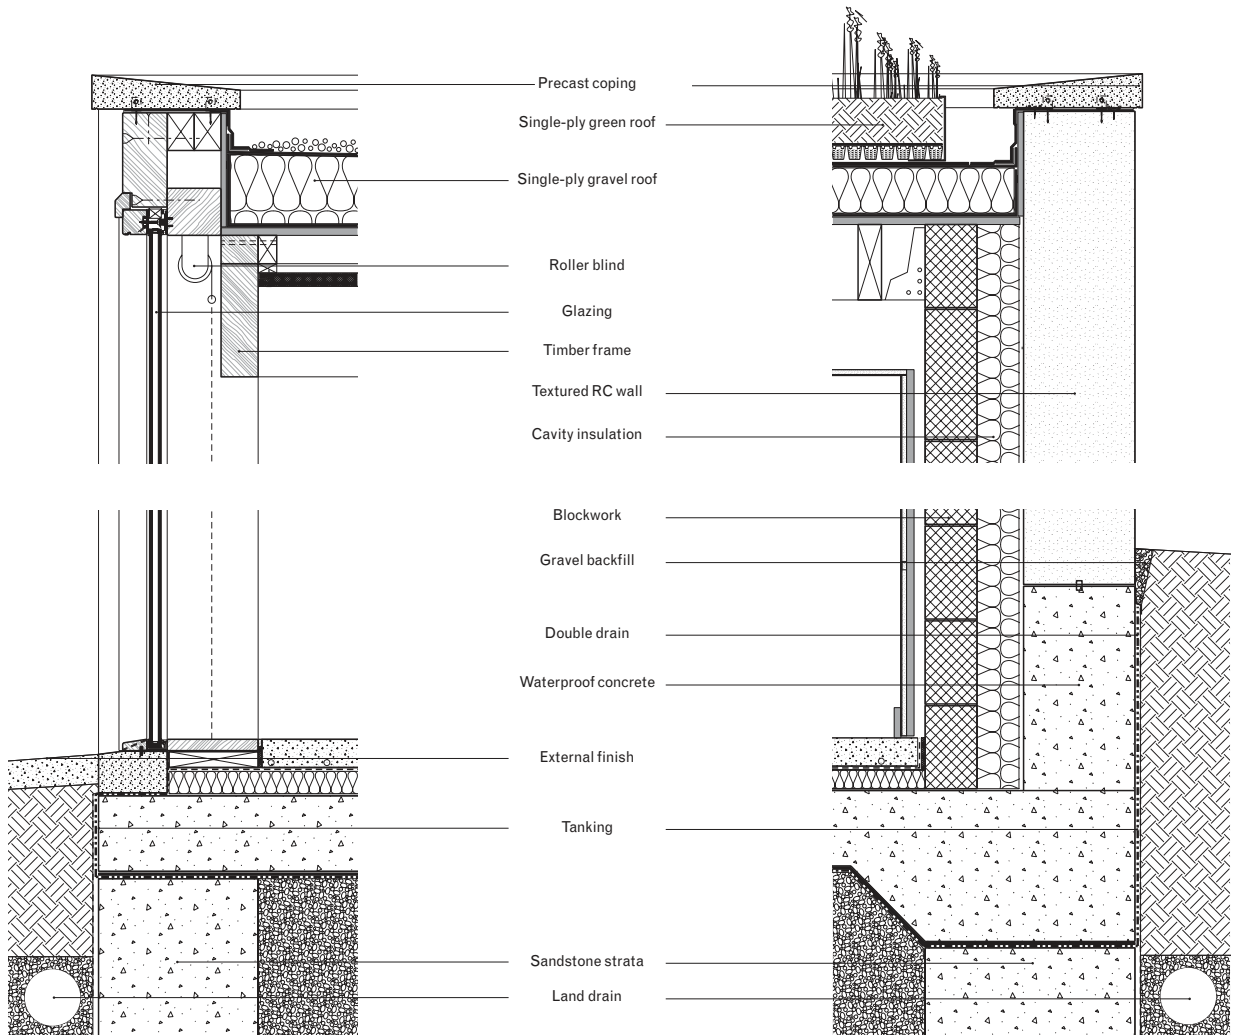 Precast coping
Single-ply green roof
Single-ply gravel roof
Roller blind
Glazing
Timber frame
Textured RC wall
Cavity insulation
Blockwork
Gravel backfill
Double drain
Waterproof concrete
External finish
Tanking
Sandstone strata
Land drain